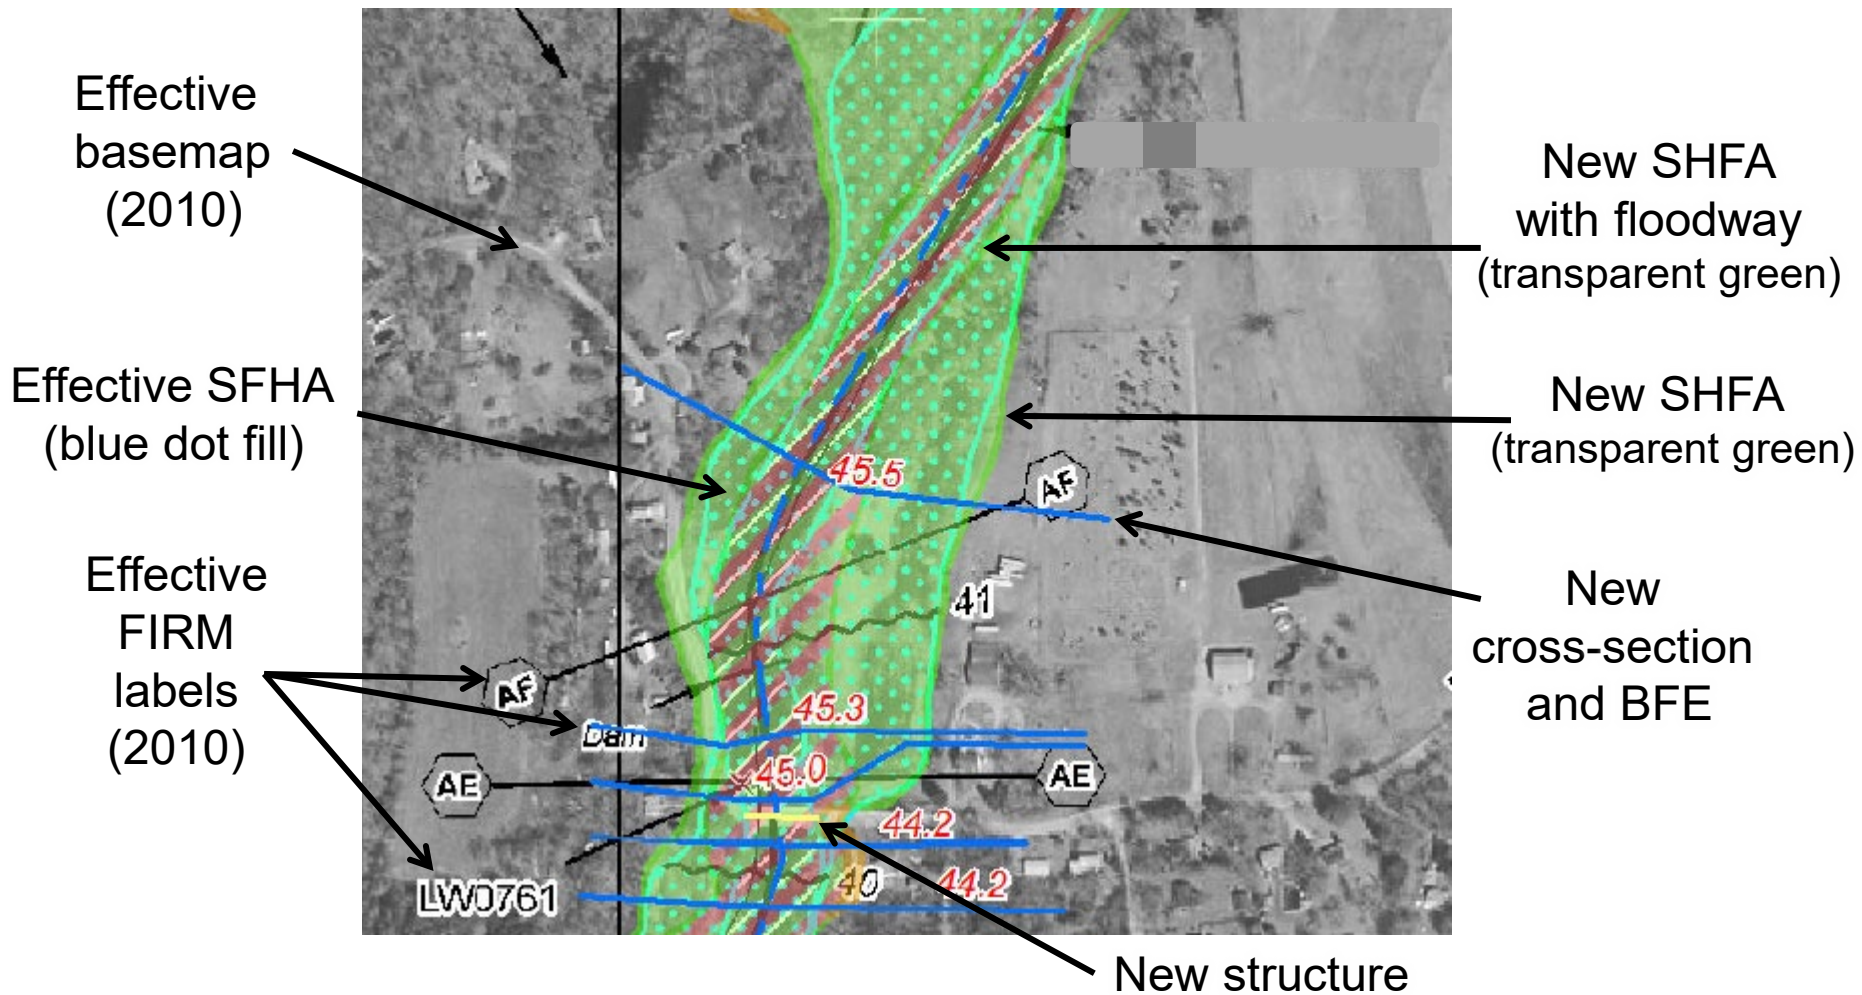 Effective
basemap
(2010)
Effective SFHA
(blue dot fill)
Effective
FIRM
labels
(2010)
New SHFA
with floodway
(transparent green)
New SHFA
(transparent green)
New
cross-section
and BFE
New structure
45.5
AF
41
AF
45.3
Dam
45.0
AE
AE
44.2
40
44.2
LW0761